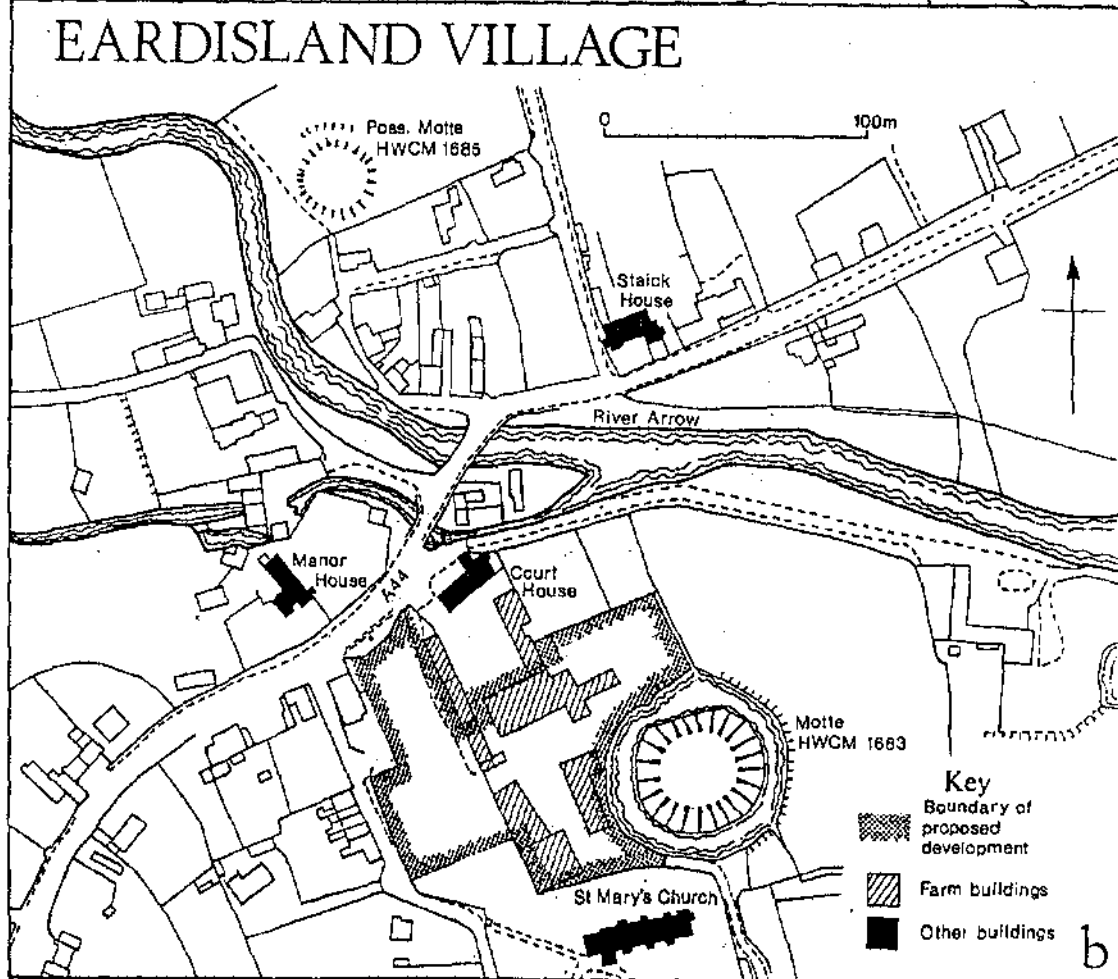 EARDISLAND VILLAGE
Poss. Motte
HWCM 1685
0 100m
Staick
House
River Arrow
Manor
House
A44
Court
House
Motte
HWCM 1683
Key
Boundary of
proposed
development
Farm buildings
St Mary's Church
Other buildings
b